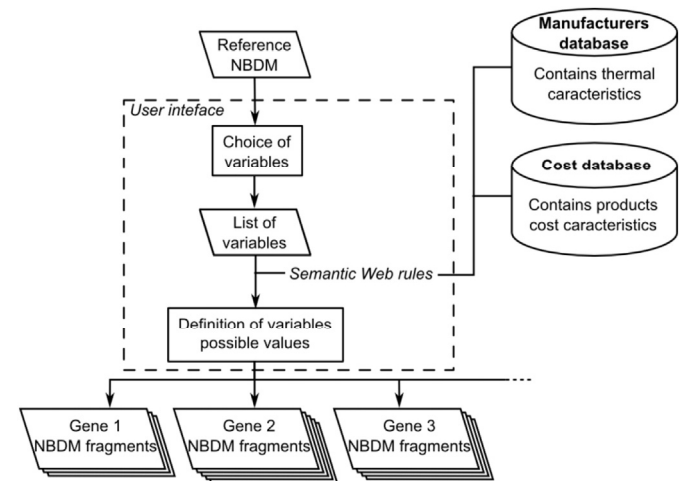 Reference
NBDM
User inteface
Choice of
variables
List of
variables
Semantic Web rules
Definition of variables
possible values
Gene 1
NBDM fragments
Gene 2
NBDM fragments
Gene 3
NBDM fragments
Manufacturers
database
Contains thermal
caracteristics
Cost database
Contains products
cost caracteristics